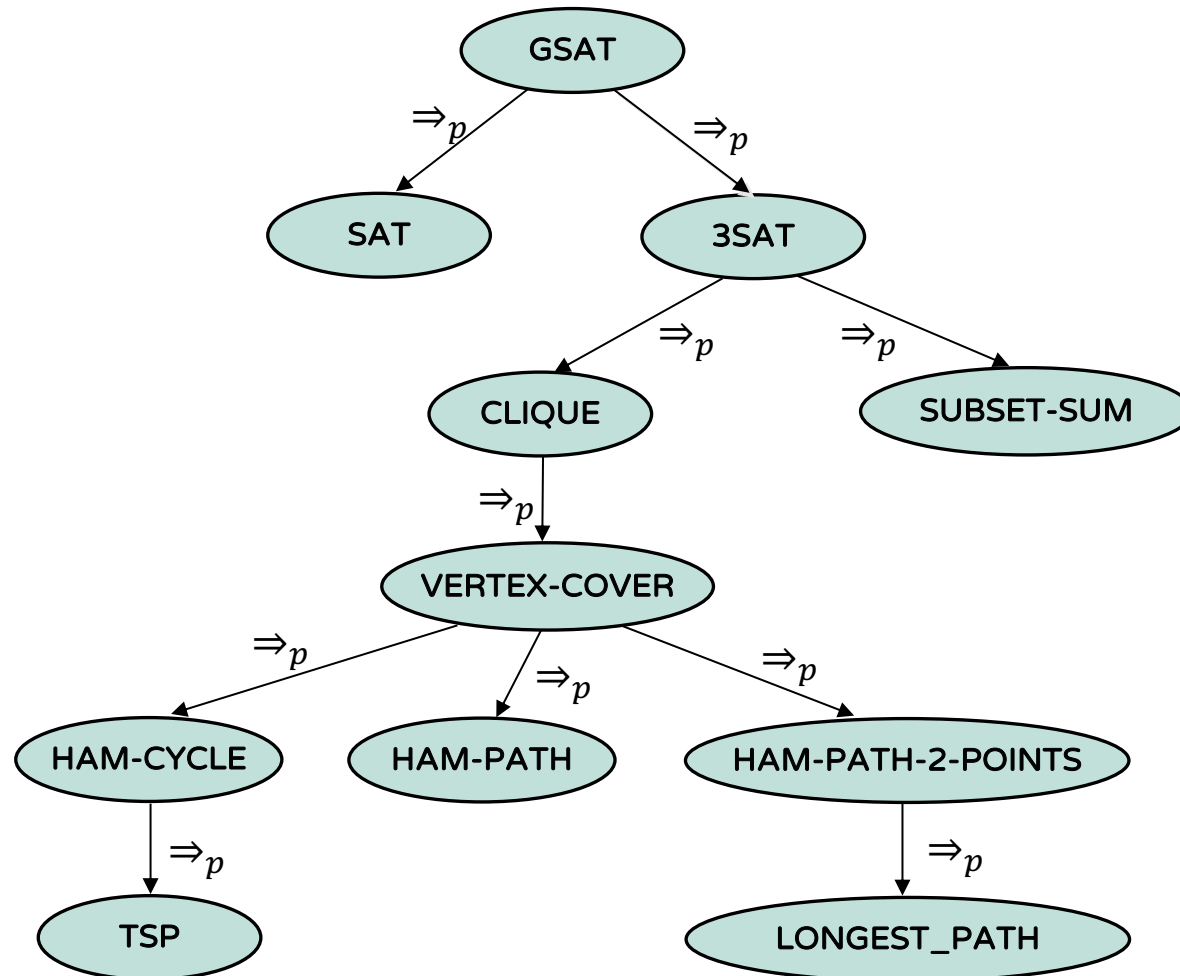 GSAT
⇒p
⇒p
SAT
3SAT
⇒p
⇒p
CLIQUE
SUBSET-SUM
⇒p
VERTEX-COVER
⇒p
⇒p
⇒p
HAM-CYCLE
HAM-PATH
HAM-PATH-2-POINTS
⇒p
⇒p
TSP
LONGEST_PATH